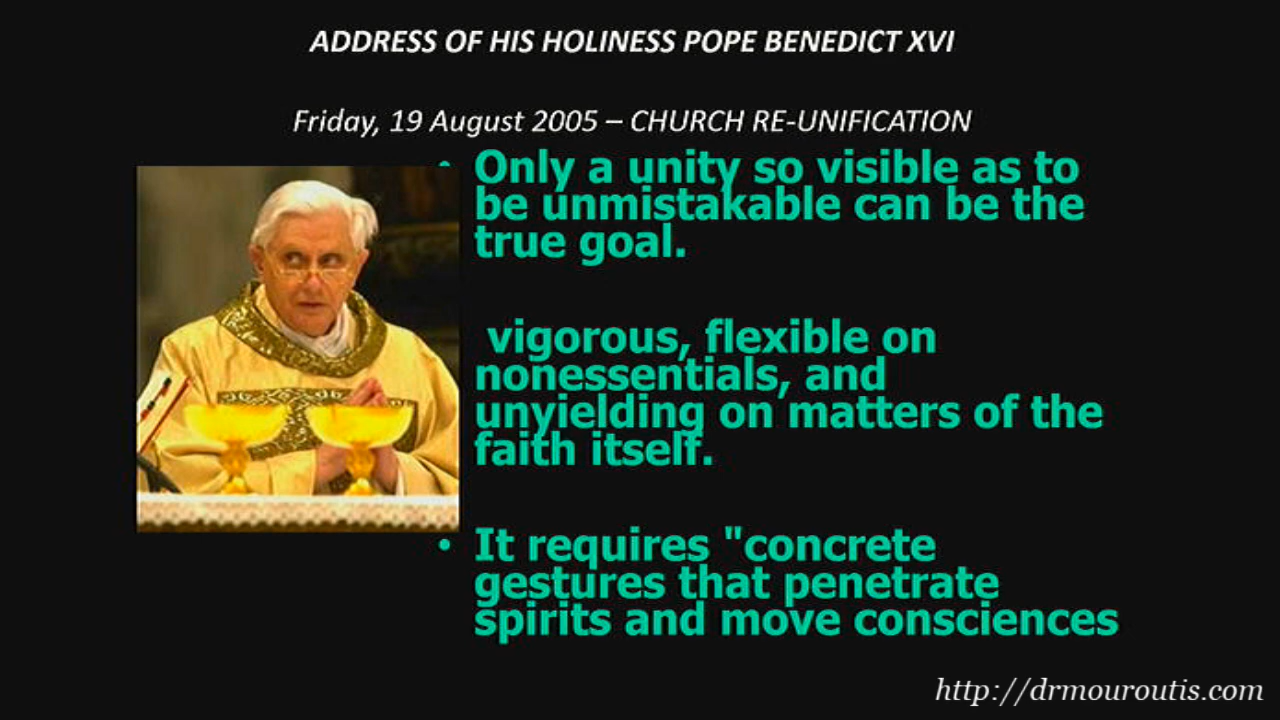 ADDRESS OF HIS HOLINESS POPE BENEDICT XVI
Friday, 19 August 2005 – CHURCH RE-UNIFICATION
• Only a unity so visible as to
be unmistakable can be the
true goal.
vigorous, flexible on
nonessentials, and
unyielding on matters of the
faith itself.
• It requires "concrete
gestures that penetrate
spirits and move consciences
http://drmouroutis.com